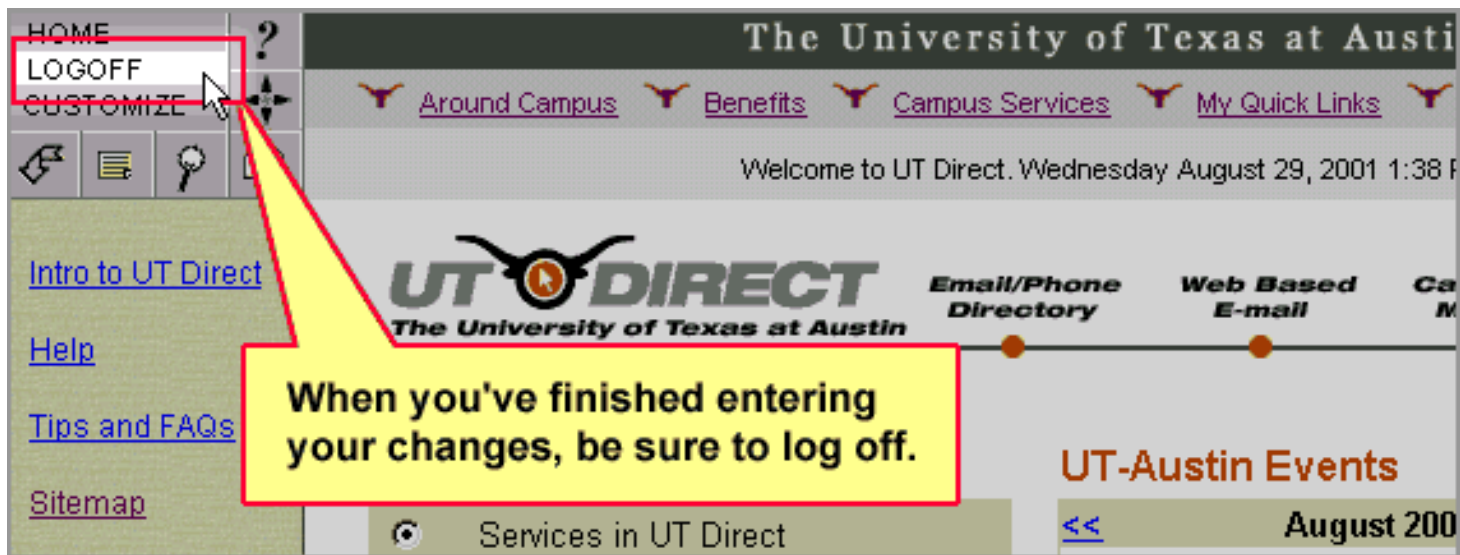 HOME
?
LOGOFF
CUSTOMIZE
The University of Texas at Austi
Around Campus Benefits Campus Services My Quick Links
Welcome to UT Direct. Wednesday August 29, 2001 1:38
Intro to UT Direct
Help
Tips and FAQs
Sitemap
UT DIRECT
The University of Texas at Austin
Email/Phone
Directory
Web Based
E-mail
Ca
M
When you've finished entering
your changes, be sure to log off.
Services in UT Direct
UT-Austin Events
<< August 200